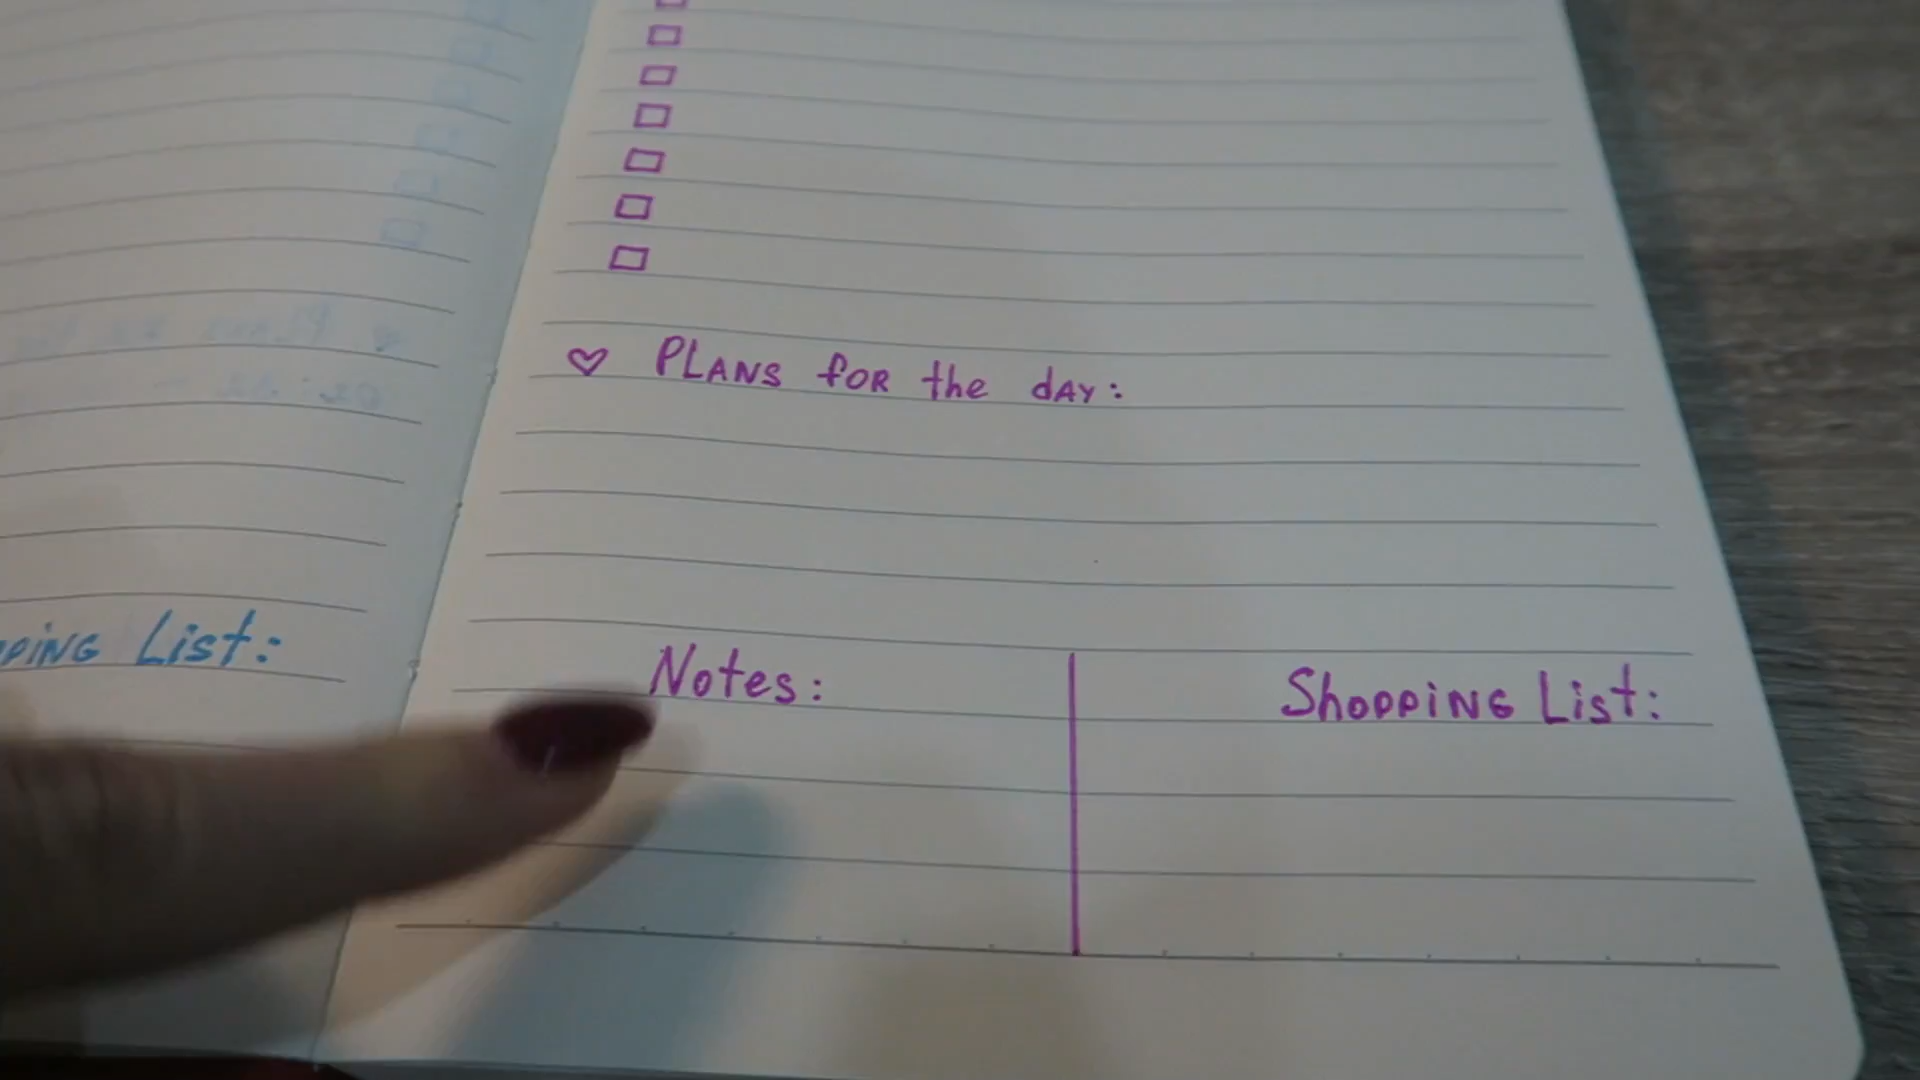 ♡ PLANS foR the dAY:
List:
Notes:
ShoppiNG List: